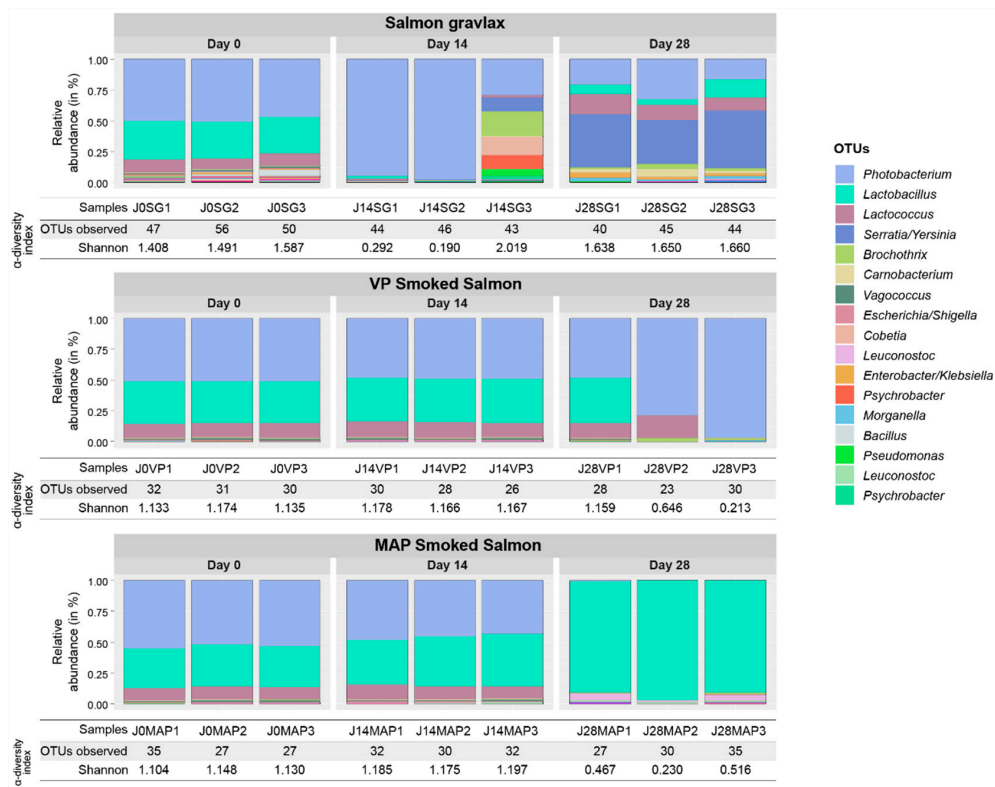 Salmon gravlax
Day 0 Day 14 Day 28
Relative
abundance (in %)
1.00
0.75
0.50
0.25
0.00
α-diversity
index
Samples J0SG1 J0SG2 J0SG3 J14SG1 J14SG2 J14SG3 J28SG1 J28SG2 J28SG3
OTUs observed 47 56 50 44 46 43 40 45 44
Shannon 1.408 1.491 1.587 0.292 0.190 2.019 1.638 1.650 1.660
VP Smoked Salmon
Day 0 Day 14 Day 28
Relative
abundance (in %)
1.00
0.75
0.50
0.25
0.00
α-diversity
index
Samples J0VP1 J0VP2 J0VP3 J14VP1 J14VP2 J14VP3 J28VP1 J28VP2 J28VP3
OTUs observed 32 31 30 30 28 26 28 23 30
Shannon 1.133 1.174 1.135 1.178 1.166 1.167 1.159 0.646 0.213
MAP Smoked Salmon
Day 0 Day 14 Day 28
Relative
abundance (in %)
1.00
0.75
0.50
0.25
0.00
α-diversity
index
Samples J0MAP1 J0MAP2 J0MAP3 J14MAP1 J14MAP2 J14MAP3 J28MAP1 J28MAP2 J28MAP3
OTUs observed 35 27 27 32 30 32 27 30 35
Shannon 1.104 1.148 1.130 1.185 1.175 1.197 0.467 0.230 0.516
OTUs
Photobacterium
Lactobacillus
Lactococcus
Serratia/Yersinia
Brochothrix
Carnobacterium
Vagococcus
Escherichia/Shigella
Cobetia
Leuconostoc
Enterobacter/Klebsiella
Psychrobacter
Morganella
Bacillus
Pseudomonas
Leuconostoc
Psychrobacter